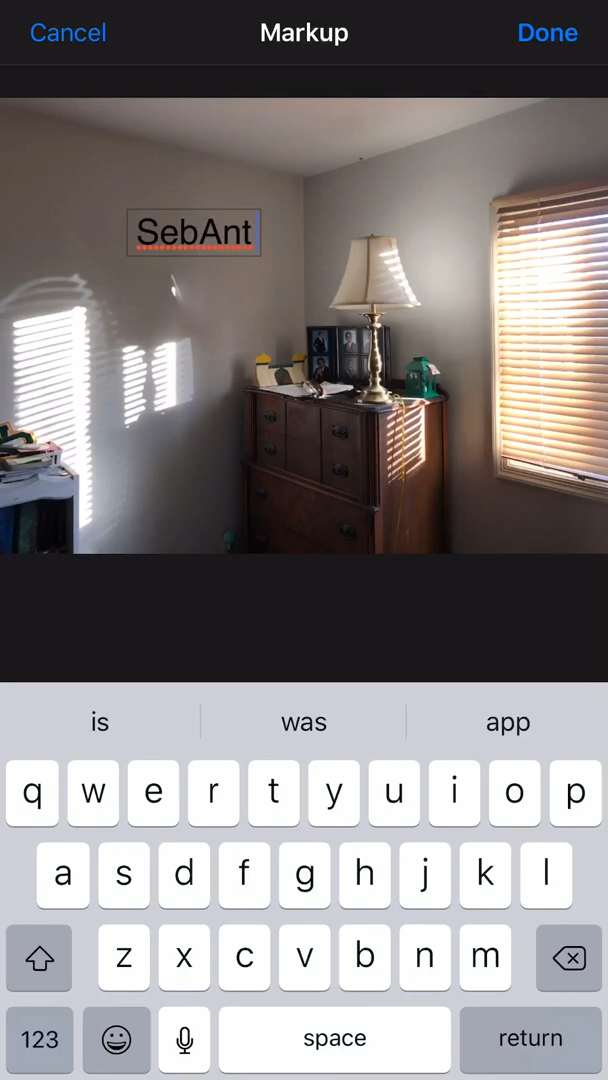 Cancel Markup Done
SebAnt
is was app
q w e r t y u i o p
a s d f g h j k l
z x c v b n m
123 space return